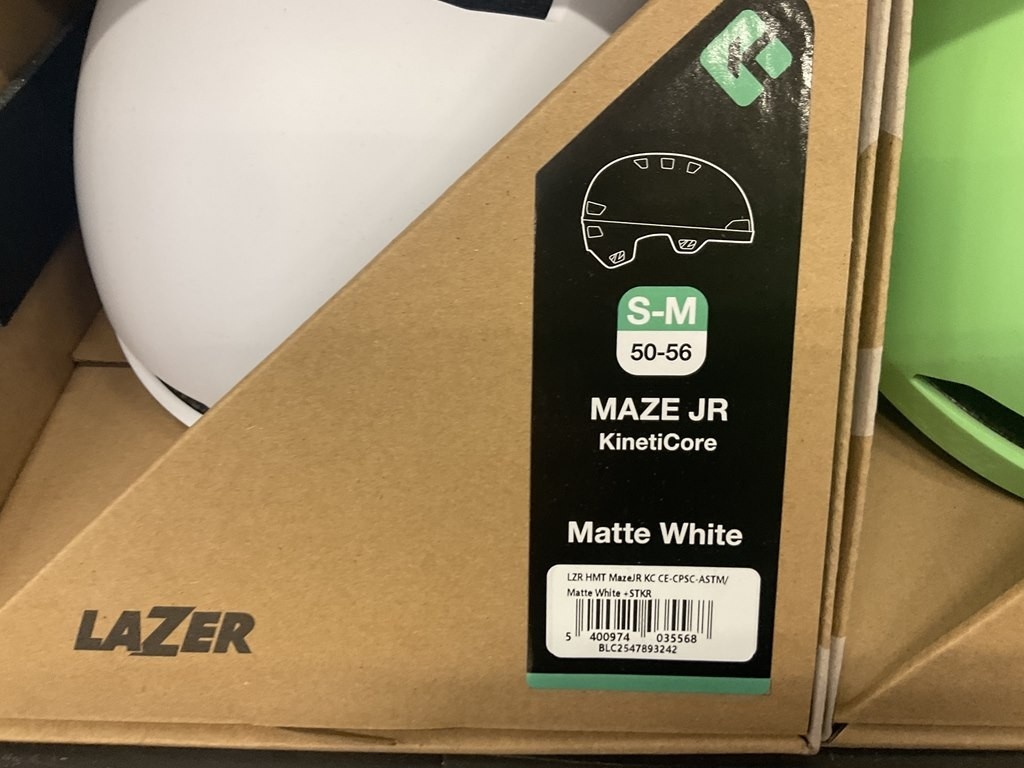 S-M
50-56
MAZE JR
KinetiCore
Matte White
LZR HMT MazeJR KC CE-CPSC-ASTM/
Matte White +STKR
5 400974 035568
BLC2547893242
LAZER